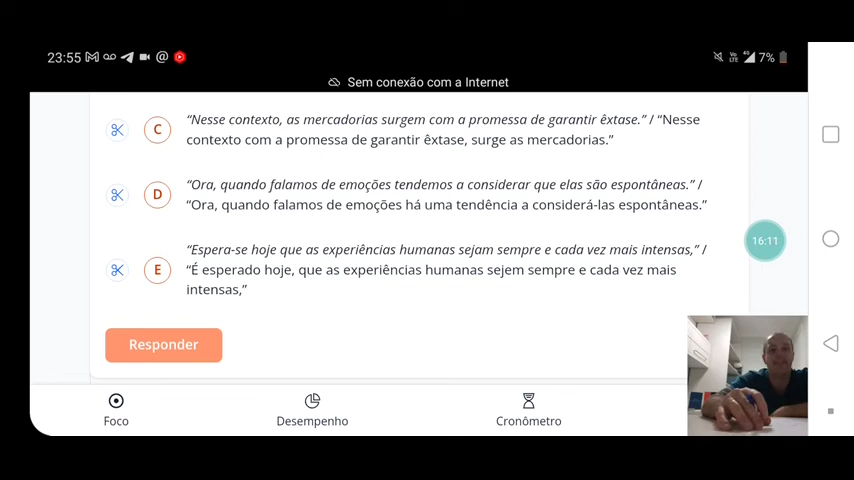 23:55
Vo
LTE
4G
7%
Sem conexão com a Internet
C
“Nesse contexto, as mercadorias surgem com a promessa de garantir êxtase.” / “Nesse
contexto com a promessa de garantir êxtase, surge as mercadorias.”
D
“Ora, quando falamos de emoções tendemos a considerar que elas são espontâneas.” /
“Ora, quando falamos de emoções há uma tendência a considerá-las espontâneas.”
16:11
E
“Espera-se hoje que as experiências humanas sejam sempre e cada vez mais intensas,” /
“É esperado hoje, que as experiências humanas sejem sempre e cada vez mais
intensas,”
Responder
Foco
Desempenho
Cronômetro